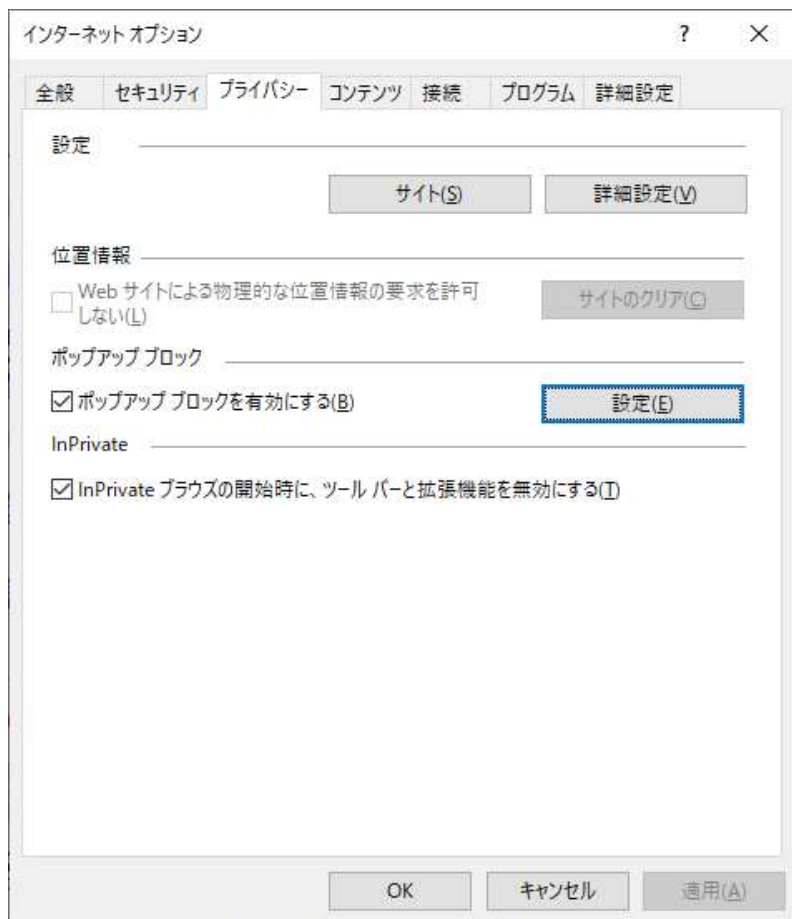 インターネット オプション ? ×
全般 セキュリティ プライバシー コンテンツ 接続 プログラム 詳細設定
設定
サイト(S) 詳細設定(V)
位置情報
Web サイトによる物理的な位置情報の要求を許可
しない(L)
サイトのクリア(C)
ポップアップ ブロック
ポップアップ ブロックを有効にする(B) 設定(E)
InPrivate
InPrivate ブラウズの開始時に、ツール バーと拡張機能を無効にする(T)
OK キャンセル 適用(A)